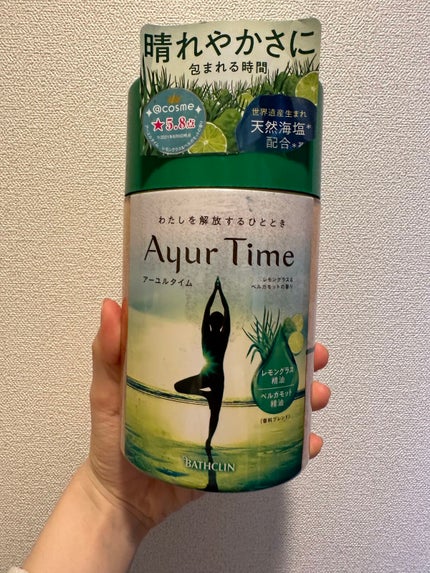 晴れやかさに
包まれる時間
@cosme
★5.8点
世界遺産生まれ
天然海塩*
配合*
わたしを解放するひととき
Ayur Time
アーユルタイム
レモングラス&
ベルガモットの香り
レモングラス
精油
ベルガモット
精油
BATHCLIN